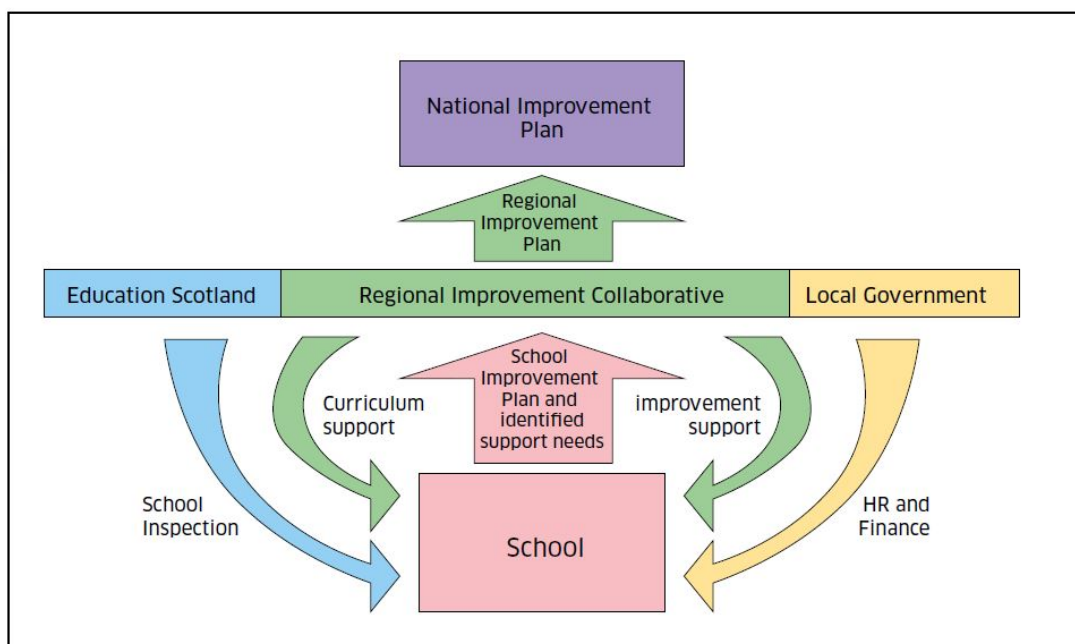 National Improvement
Plan
Regional
Improvement
Plan
Education Scotland
Regional Improvement Collaborative
Local Government
School
Improvement
Plan and
identified
support needs
Curriculum
support
improvement
support
School
Inspection
HR and
Finance
School